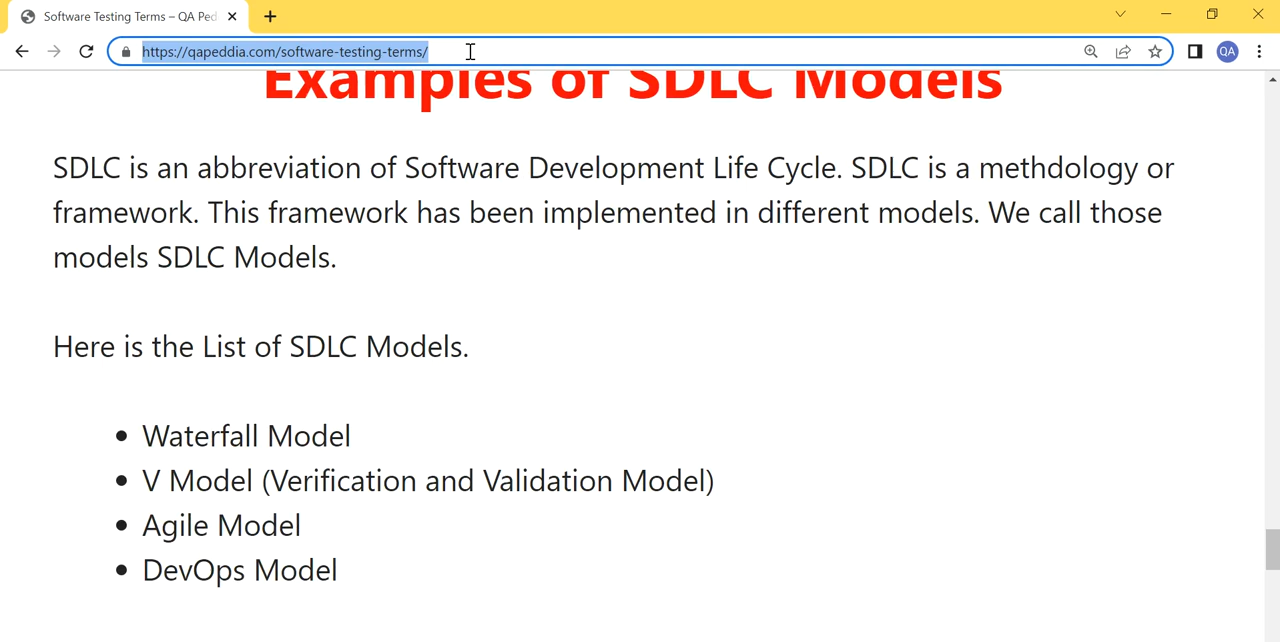 Software Testing Terms – QA Ped
https://qapeddia.com/software-testing-terms/
QA
Examples of SDLC Models
SDLC is an abbreviation of Software Development Life Cycle. SDLC is a methdology or
framework. This framework has been implemented in different models. We call those
models SDLC Models.
Here is the List of SDLC Models.
• Waterfall Model
• V Model (Verification and Validation Model)
• Agile Model
• DevOps Model